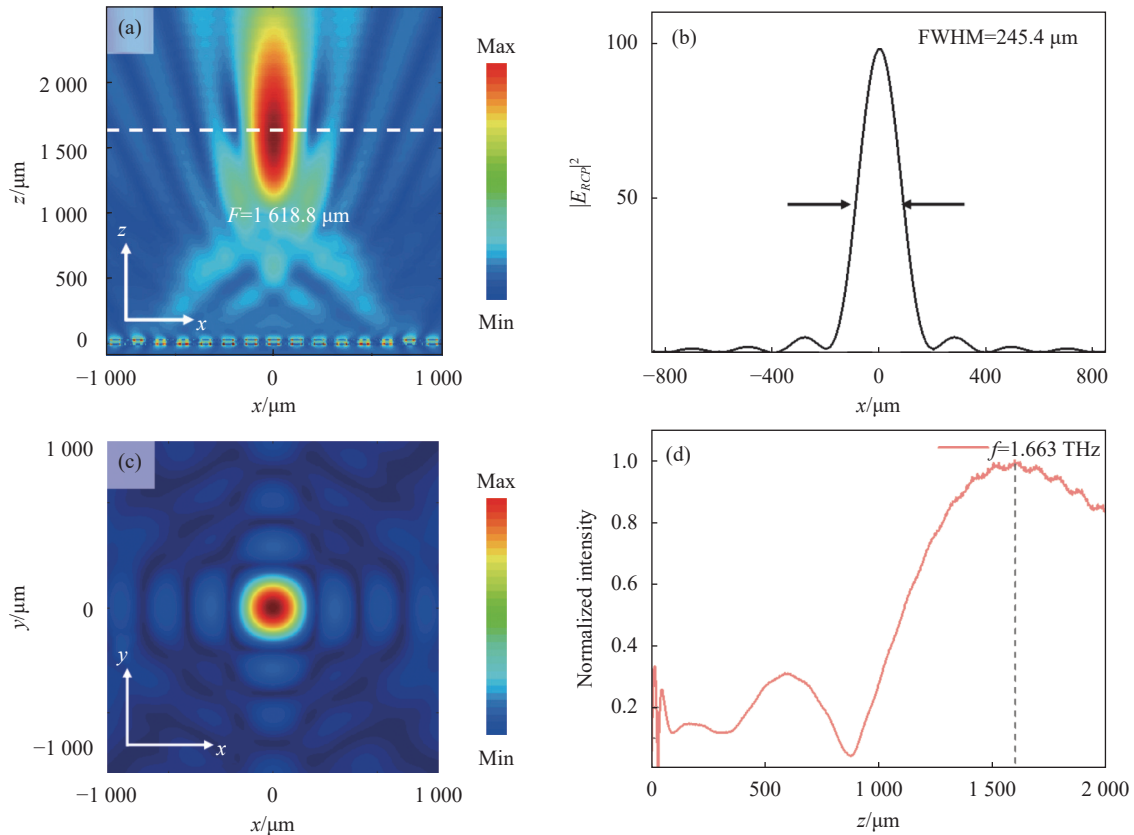 (a)
Max
Min
F=1 618.8 μm
z
x
z/μm
2 000
1 500
1 000
500
0
−1 000
0
1 000
x/μm
(b)
FWHM=245.4 μm
|E_RCP|²
100
50
−800
−400
0
400
800
x/μm
(c)
Max
Min
y
x
y/μm
1 000
0
−1 000
−1 000
0
1 000
x/μm
(d)
f=1.663 THz
Normalized intensity
1.0
0.8
0.6
0.4
0.2
0
500
1 000
1 500
2 000
z/μm